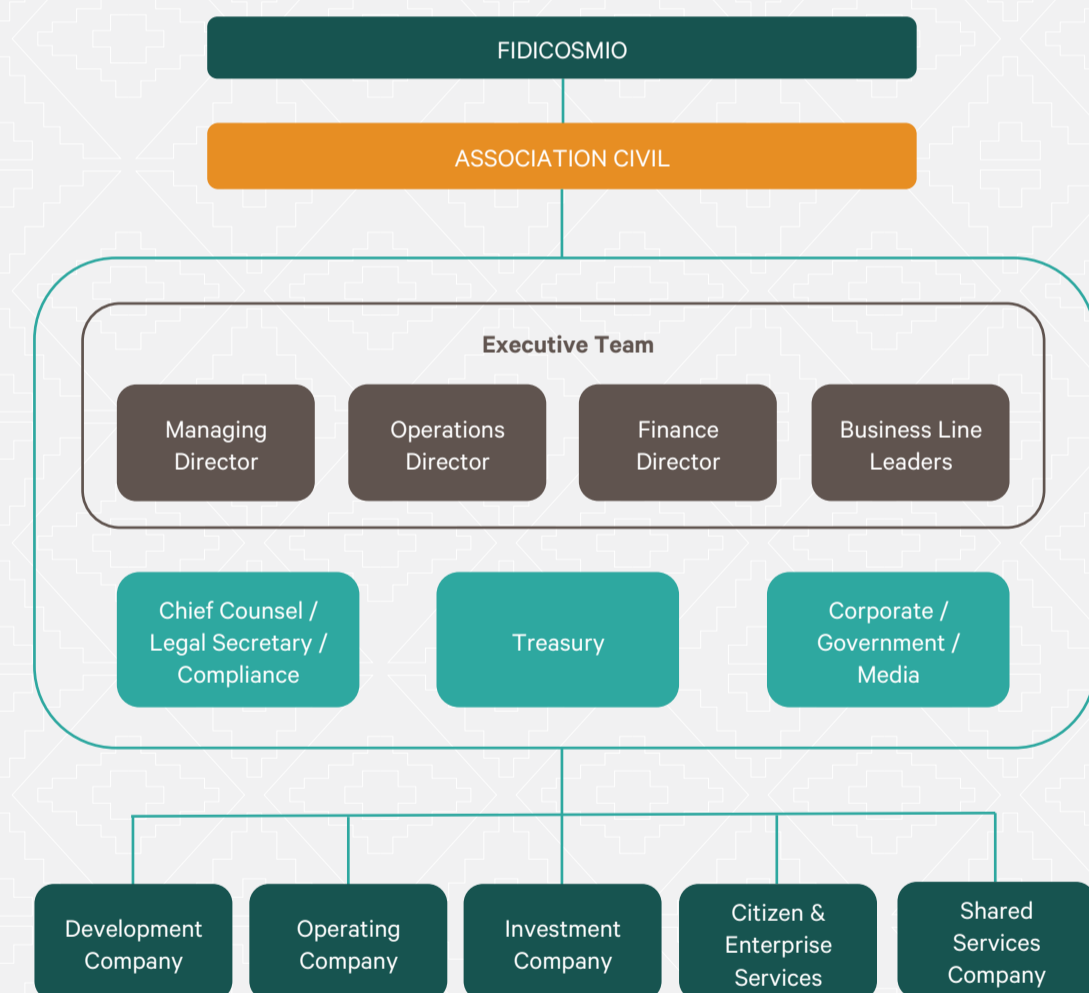 FIDICOSMIO
ASSOCIATION CIVIL
Executive Team
Managing
Director
Operations
Director
Finance
Director
Business Line
Leaders
Chief Counsel /
Legal Secretary /
Compliance
Treasury
Corporate /
Government /
Media
Development
Company
Operating
Company
Investment
Company
Citizen &
Enterprise
Services
Shared
Services
Company